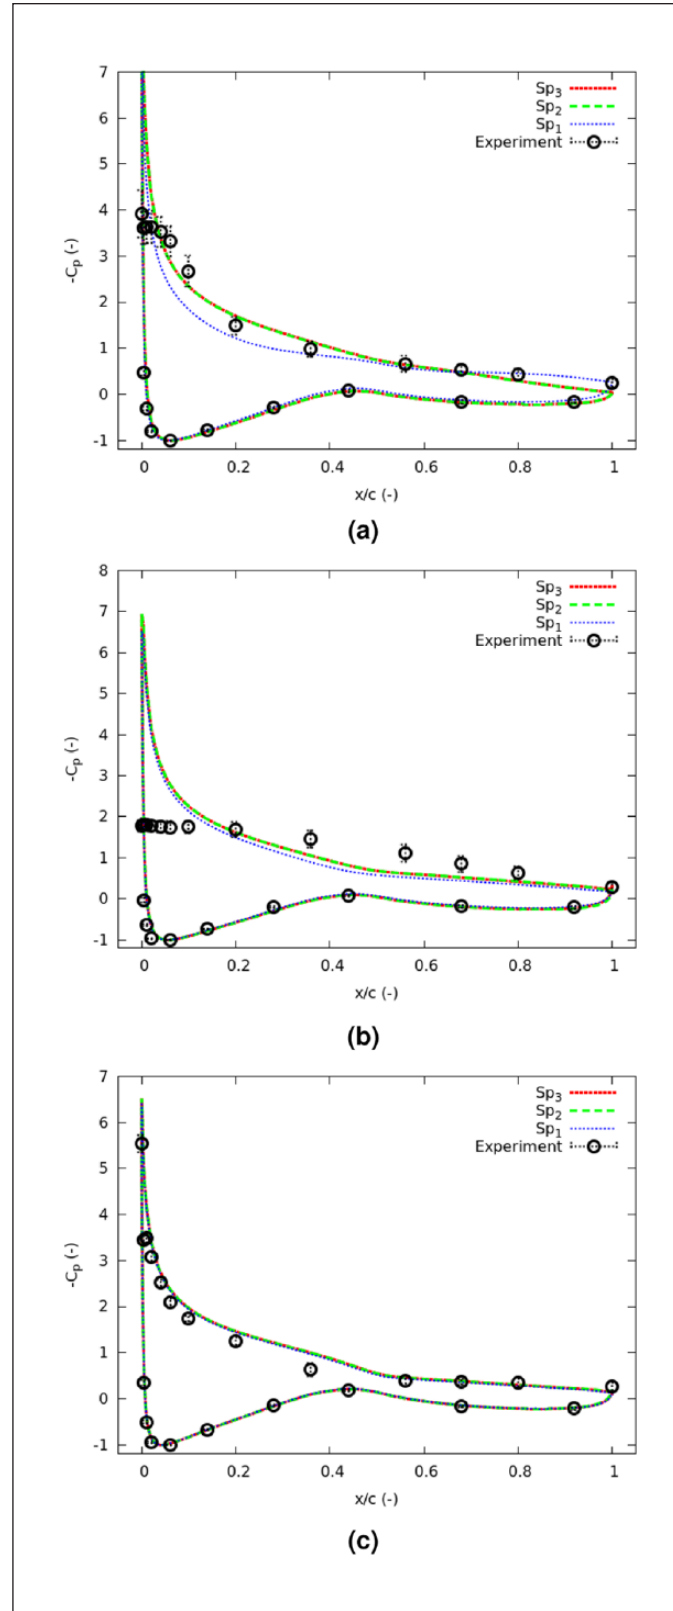 7
6
5
4
3
2
1
0
-1
-Cp (-)
Sp3
Sp2
Sp1
Experiment
0 0.2 0.4 0.6 0.8 1
x/c (-)
(a)
8
7
6
5
4
3
2
1
0
-1
-Cp (-)
Sp3
Sp2
Sp1
Experiment
0 0.2 0.4 0.6 0.8 1
x/c (-)
(b)
7
6
5
4
3
2
1
0
-1
-Cp (-)
Sp3
Sp2
Sp1
Experiment
0 0.2 0.4 0.6 0.8 1
x/c (-)
(c)